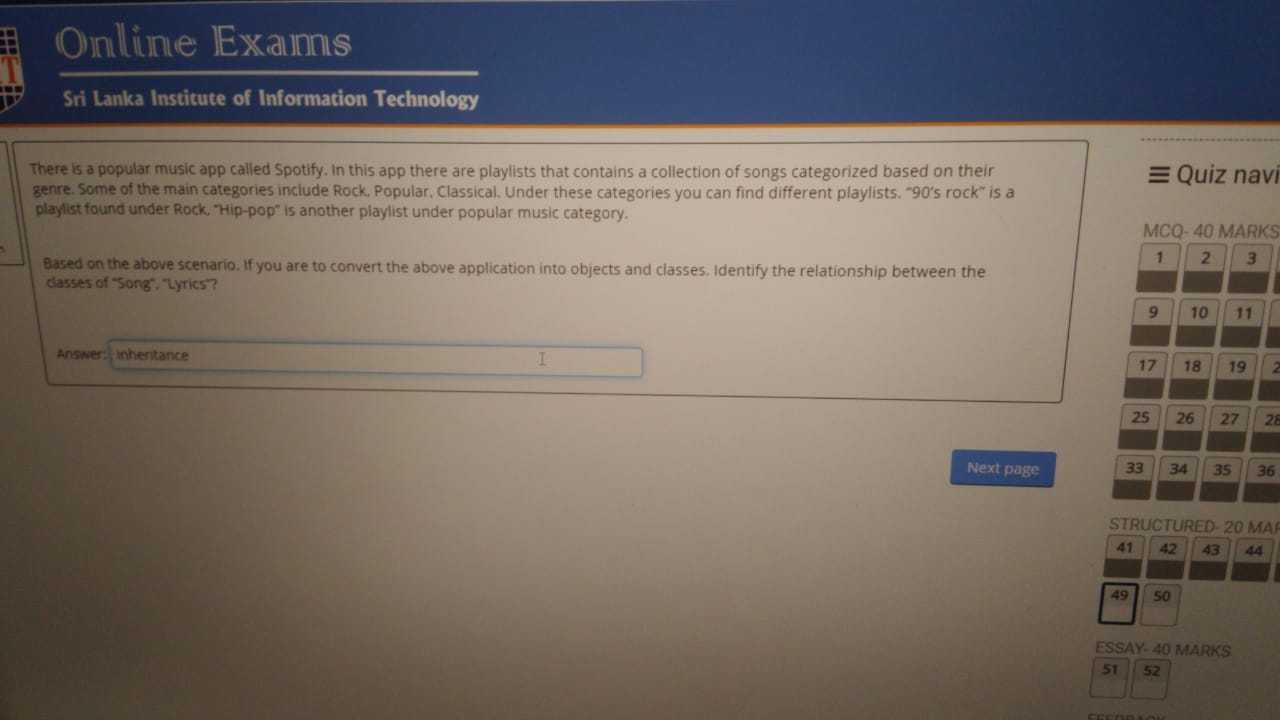 Online Exams
Sri Lanka Institute of Information Technology
There is a popular music app called Spotify. In this app there are playlists that contains a collection of songs categorized based on their
genre. Some of the main categories include Rock, Popular, Classical. Under these categories you can find different playlists. “90’s rock” is a
playlist found under Rock, “Hip-pop” is another playlist under popular music category.
Based on the above scenario. If you are to convert the above application into objects and classes. Identify the relationship between the
classes of “Song”, “Lyrics”?
Answer: inheritance
Next page
Quiz navi
MCQ- 40 MARKS
1 2 3
9 10 11
17 18 19 2
25 26 27 28
33 34 35 36
STRUCTURED- 20 MAR
41 42 43 44
49 50
ESSAY- 40 MARKS
51 52